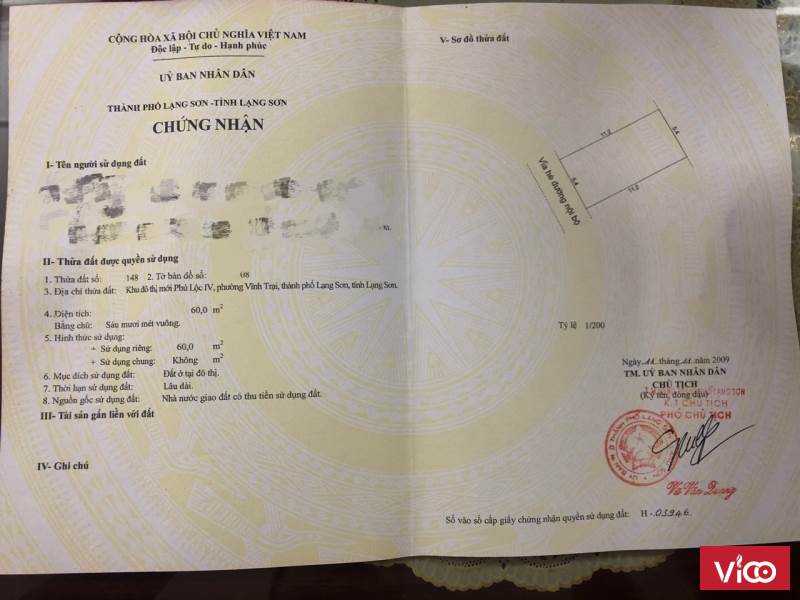 CỘNG HÒA XÃ HỘI CHỦ NGHĨA VIỆT NAM
Độc lập - Tự do - Hạnh phúc
UỶ BAN NHÂN DÂN
THÀNH PHỐ LẠNG SƠN -TỈNH LẠNG SƠN
CHỨNG NHẬN
I- Tên người sử dụng đất
II- Thửa đất được quyền sử dụng
1. Thửa đất số: 148 2. Tờ bản đồ số: 08
3. Địa chỉ thửa đất: Khu đô thị mới Phú Lộc IV, phường Vĩnh Trại, thành phố Lạng Sơn, tỉnh Lạng Sơn.
4. Diện tích: 60,0 m²
Bằng chữ: Sáu mươi mét vuông.
5. Hình thức sử dụng:
+ Sử dụng riêng: 60,0 m²
+ Sử dụng chung: Không m²
6. Mục đích sử dụng đất: Đất ở tại đô thị.
7. Thời hạn sử dụng đất: Lâu dài.
8. Nguồn gốc sử dụng đất: Nhà nước giao đất có thu tiền sử dụng đất.
III- Tài sản gắn liền với đất
IV- Ghi chú
V- Sơ đồ thửa đất
11.2
5.4
5.4
11.2
Vỉa hè đường nội bộ
Tỷ lệ 1/200
Ngày tháng năm 2009
TM. UỶ BAN NHÂN DÂN
CHỦ TỊCH
(Ký tên, đóng dấu)
K.T CHỦ TỊCH
PHÓ CHỦ TỊCH
Số vào sổ cấp giấy chứng nhận quyền sử dụng đất: H-03946
ViCO